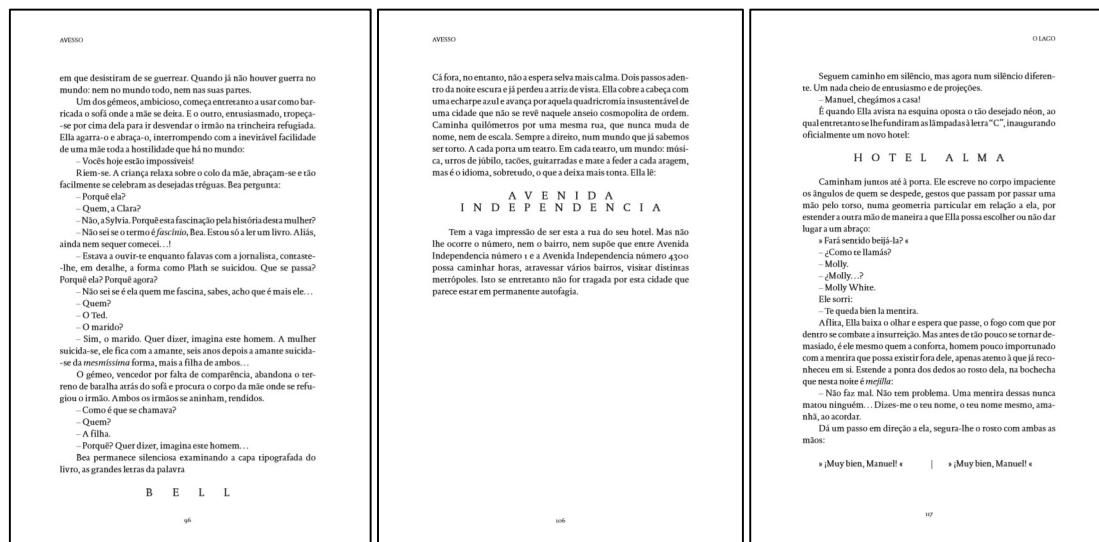 AVESSO
em que desistiram de se guerrear. Quando já não houver guerra no
mundo: nem no mundo todo, nem nas suas partes.
Um dos gémeos, ambicioso, começa entretanto a usar como bar-
ricada o sofá onde a mãe se deita. E o outro, entusiasmado, tropeça-
-se por cima dela para ir desvendar o irmão na trincheira refugiada.
Ella agarra-o e abraça-o, interrompendo com a inevitável facilidade
de uma mãe toda a hostilidade que há no mundo:
– Vocês hoje estão impossíveis!
Riem-se. A criança relaxa sobre o colo da mãe, abraçam-se e tão
facilmente se celebram as desejadas tréguas. Bea pergunta:
– Porquê ela?
– Quem, a Clara?
– Não, a Sylvia. Porquê esta fascinação pela história desta mulher?
– Não sei se o termo é fascínio, Bea. Estou só a ler um livro. Aliás,
ainda nem sequer comecei…!
– Estava a ouvir-te enquanto falavas com a jornalista, contaste-
-lhe, em detalhe, a forma como Plath se suicidou. Que se passa?
Porquê ela? Porquê agora?
– Não sei se é ela quem me fascina, sabes, acho que é mais ele…
– Quem?
– O Ted.
– O marido?
– Sim, o marido. Quer dizer, imagina este homem. A mulher
suicida-se, ele fica com a amante, seis anos depois a amante suicida-
-se da mesmíssima forma, mais a filha de ambos…
O gémeo, vencedor por falta de comparência, abandona o ter-
reno de batalha atrás do sofá e procura o corpo da mãe onde se refu-
giou o irmão. Ambos os irmãos se aninham, rendidos.
– Como é que se chamava?
– Quem?
– A filha.
– Porquê? Quer dizer, imagina este homem…
Bea permanece silenciosa examinando a capa tipografada do
livro, as grandes letras da palavra
B E L L
96
AVESSO
Cá fora, no entanto, não a espera selva mais calma. Dois passos aden-
tro da noite escura e já perdeu a atriz de vista. Ella cobre a cabeça com
uma echarpe azul e avança por aquela quadricromia insustentável de
uma cidade que não se revê naquele anseio cosmopolita de ordem.
Caminha quilómetros por uma mesma rua, que nunca muda de
nome, nem de escala. Sempre a direito, num mundo que já sabemos
ser torto. A cada porta um teatro. Em cada teatro, um mundo: músi-
ca, urros de júbilo, tacões, guitarradas e mate a feder a cada aragem,
mas é o idioma, sobretudo, o que a deixa mais tonta. Ella lê:
A V E N I D A
I N D E P E N D E N C I A
Tem a vaga impressão de ser esta a rua do seu hotel. Mas não
lhe ocorre o número, nem o bairro, nem supõe que entre Avenida
Independencia número 1 e a Avenida Independencia número 4300
possa caminhar horas, atravessar vários bairros, visitar distintas
metrópoles. Isto se entretanto não for tragada por esta cidade que
parece estar em permanente autofagia.
106
O LAGO
Seguem caminho em silêncio, mas agora num silêncio diferen-
te. Um nada cheio de entusiasmo e de projeções.
– Manuel, chegámos a casa!
É quando Ella avista na esquina oposta o tão desejado néon, ao
qual entretanto se lhe fundiram as lâmpadas à letra “C”, inaugurando
oficialmente um novo hotel:
H O T E L   A L M A
Caminham juntos até à porta. Ele escreve no corpo impaciente
os ângulos de quem se despede, gestos que passam por passar uma
mão pelo torso, numa geometria particular em relação a ela, por
estender a outra mão de maneira a que Ella possa escolher ou não dar
lugar a um abraço:
» Fará sentido beijá-la? «
– ¿Como te llamás?
– Molly.
– ¿Molly…?
– Molly White.
Ele sorri:
– Te queda bien la mentira.
Aflita, Ella baixa o olhar e espera que passe, o fogo com que por
dentro se combate a insurreição. Mas antes de tão pouco se tornar de-
masiado, é ele mesmo quem a conforta, homem pouco importunado
com a mentira que possa existir fora dele, apenas atento à que já reco-
nheceu em si. Estende a ponta dos dedos ao rosto dela, na bochecha
que nesta noite é mejilla:
– Não faz mal. Não tem problema. Uma mentira dessas nunca
matou ninguém… Dizes-me o teu nome, o teu nome mesmo, ama-
nhã, ao acordar.
Dá um passo em direção a ela, segura-lhe o rosto com ambas as
mãos:
» ¡Muy bien, Manuel! « | » ¡Muy bien, Manuel! «
117